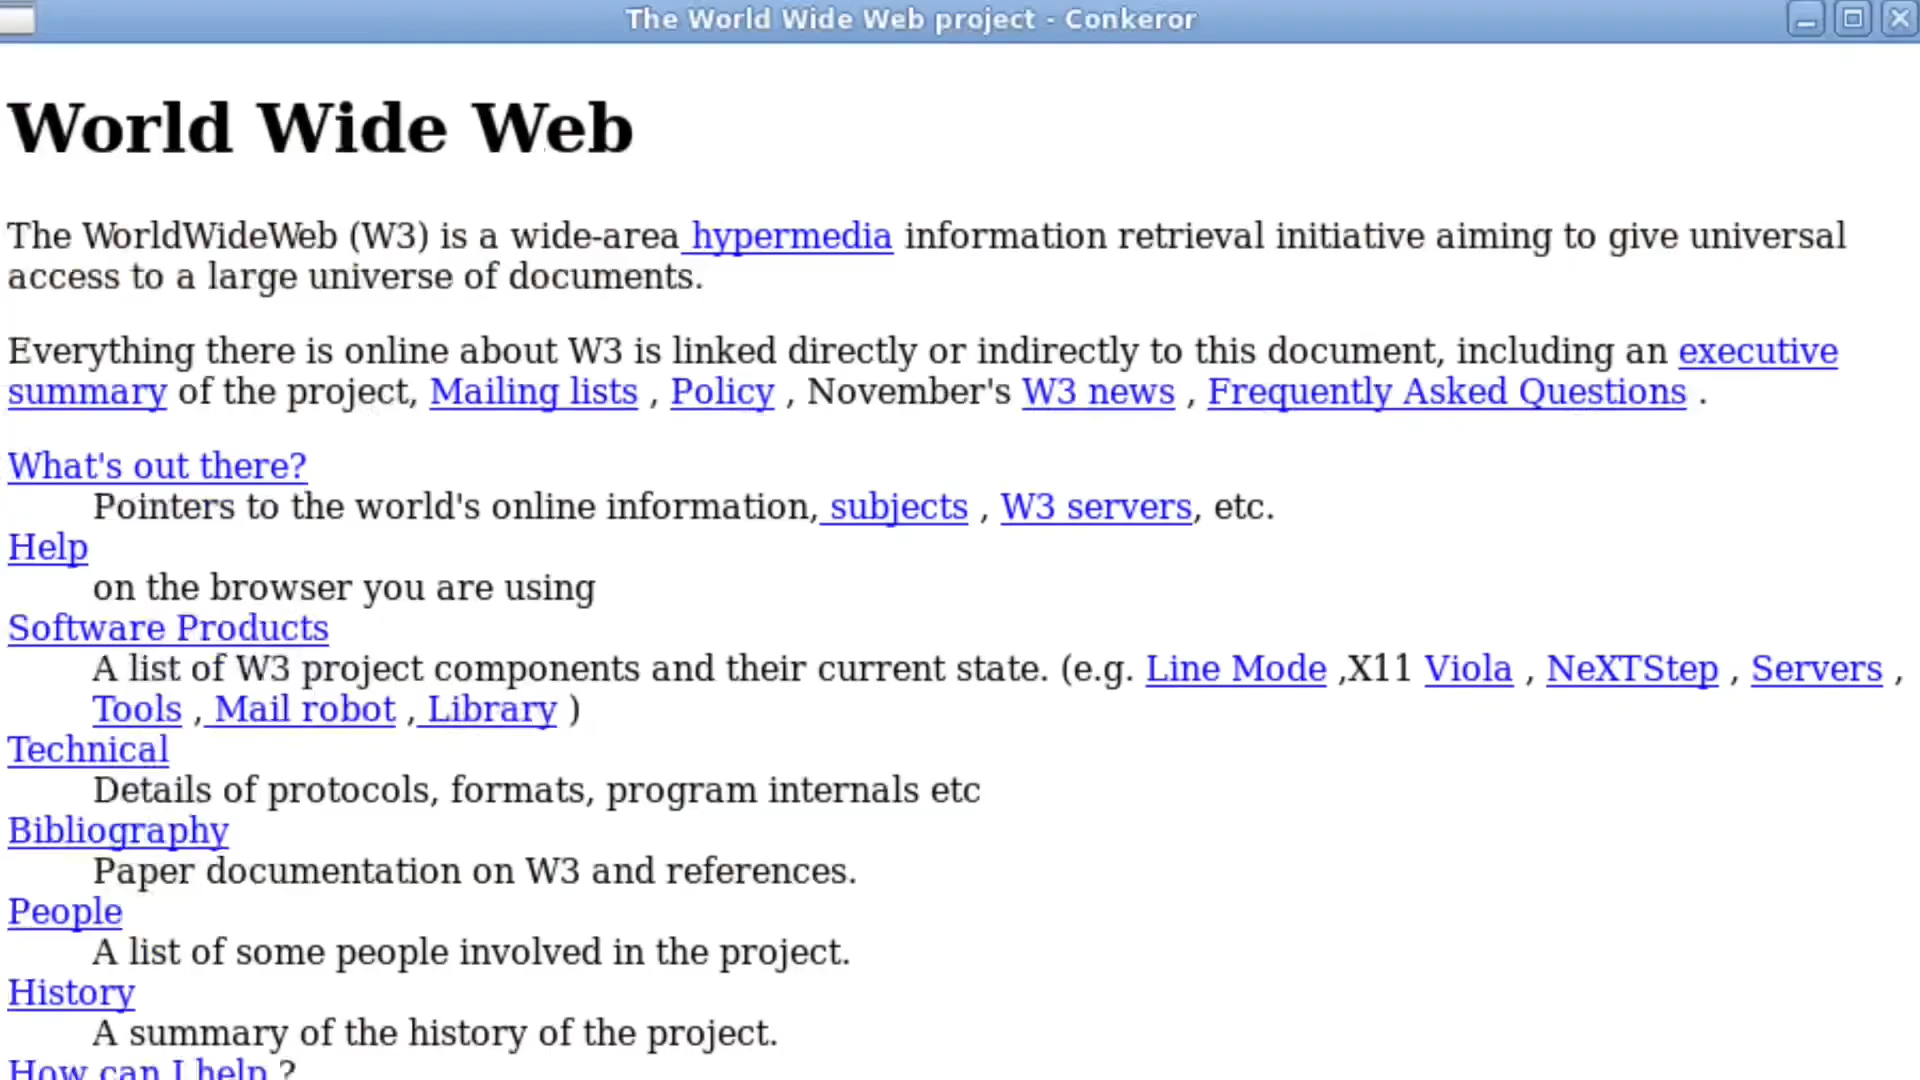 The World Wide Web project - Conkeror
World Wide Web
The WorldWideWeb (W3) is a wide-area hypermedia information retrieval initiative aiming to give universal
access to a large universe of documents.
Everything there is online about W3 is linked directly or indirectly to this document, including an executive
summary of the project, Mailing lists , Policy , November's W3 news , Frequently Asked Questions .
What's out there?
Pointers to the world's online information, subjects , W3 servers, etc.
Help
on the browser you are using
Software Products
A list of W3 project components and their current state. (e.g. Line Mode ,X11 Viola , NeXTStep , Servers ,
Tools , Mail robot , Library )
Technical
Details of protocols, formats, program internals etc
Bibliography
Paper documentation on W3 and references.
People
A list of some people involved in the project.
History
A summary of the history of the project.
How can I help ?